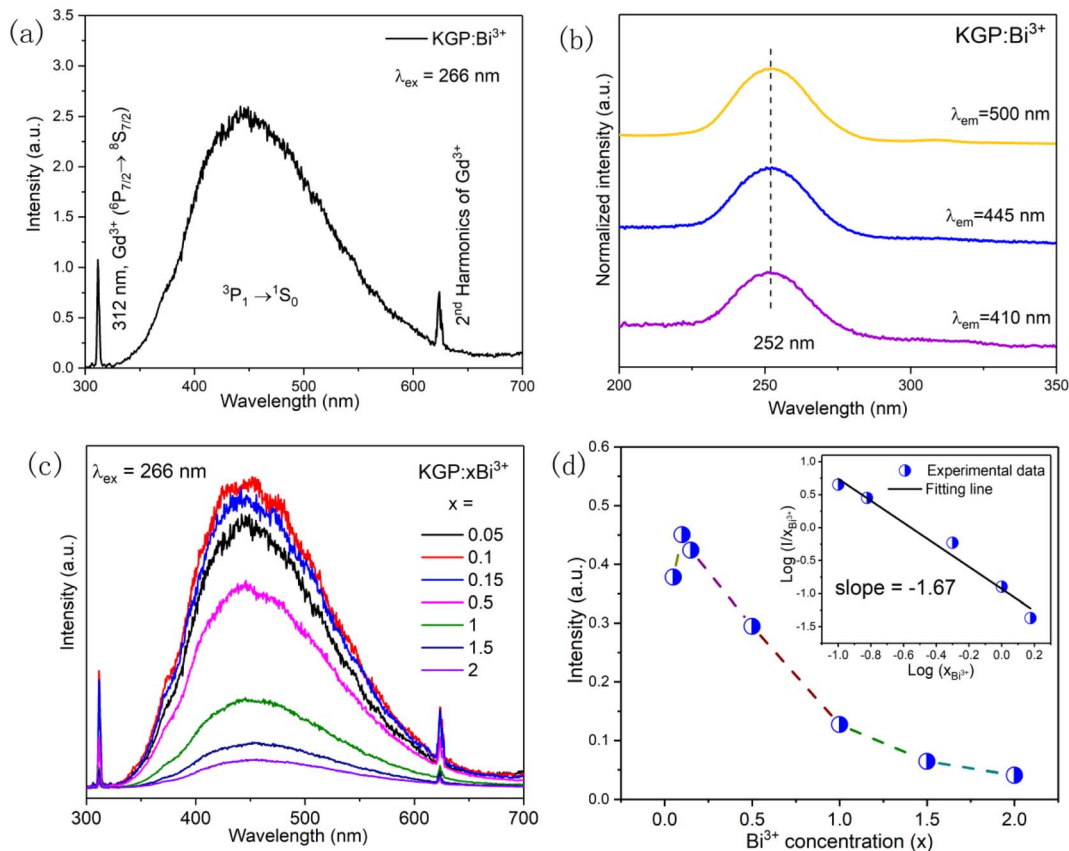 (a)
KGP:Bi³⁺
λex = 266 nm
312 nm, Gd³⁺ (⁶P7/2 → ⁸S7/2)
³P₁→¹S₀
2nd Harmonics of Gd³⁺
Intensity (a.u.)
3.5
3.0
2.5
2.0
1.5
1.0
0.5
0.0
300 400 500 600 700
Wavelength (nm)
(b)
KGP:Bi³⁺
λem=500 nm
λem=445 nm
λem=410 nm
252 nm
Normalized intensity (a.u.)
200 250 300 350
Wavelength (nm)
(c)
λex = 266 nm
KGP:xBi³⁺
x =
0.05
0.1
0.15
0.5
1
1.5
2
Intensity (a.u.)
300 400 500 600 700
Wavelength (nm)
(d)
Intensity (a.u.)
0.6
0.5
0.4
0.3
0.2
0.1
0.0
0.0 0.5 1.0 1.5 2.0
Bi³⁺ concentration (x)
Experimental data
Fitting line
slope = -1.67
Log (I/xBi³⁺)
1.0
0.5
0.0
-0.5
-1.0
-1.5
-1.0 -0.8 -0.6 -0.4 -0.2 0.0 0.2
Log (xBi³⁺)